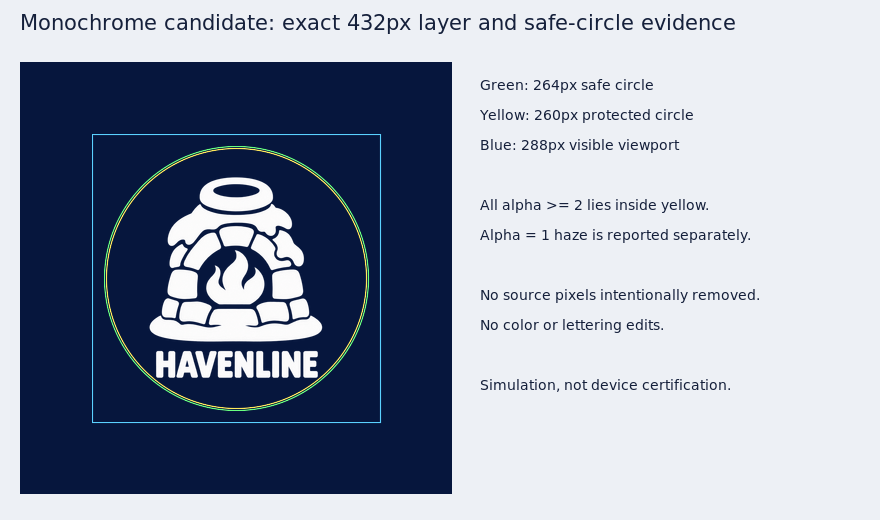 Monochrome candidate: exact 432px layer and safe-circle evidence
Green: 264px safe circle
Yellow: 260px protected circle
Blue: 288px visible viewport
All alpha >= 2 lies inside yellow.
Alpha = 1 haze is reported separately.
No source pixels intentionally removed.
No color or lettering edits.
Simulation, not device certification.
HAVENLINE